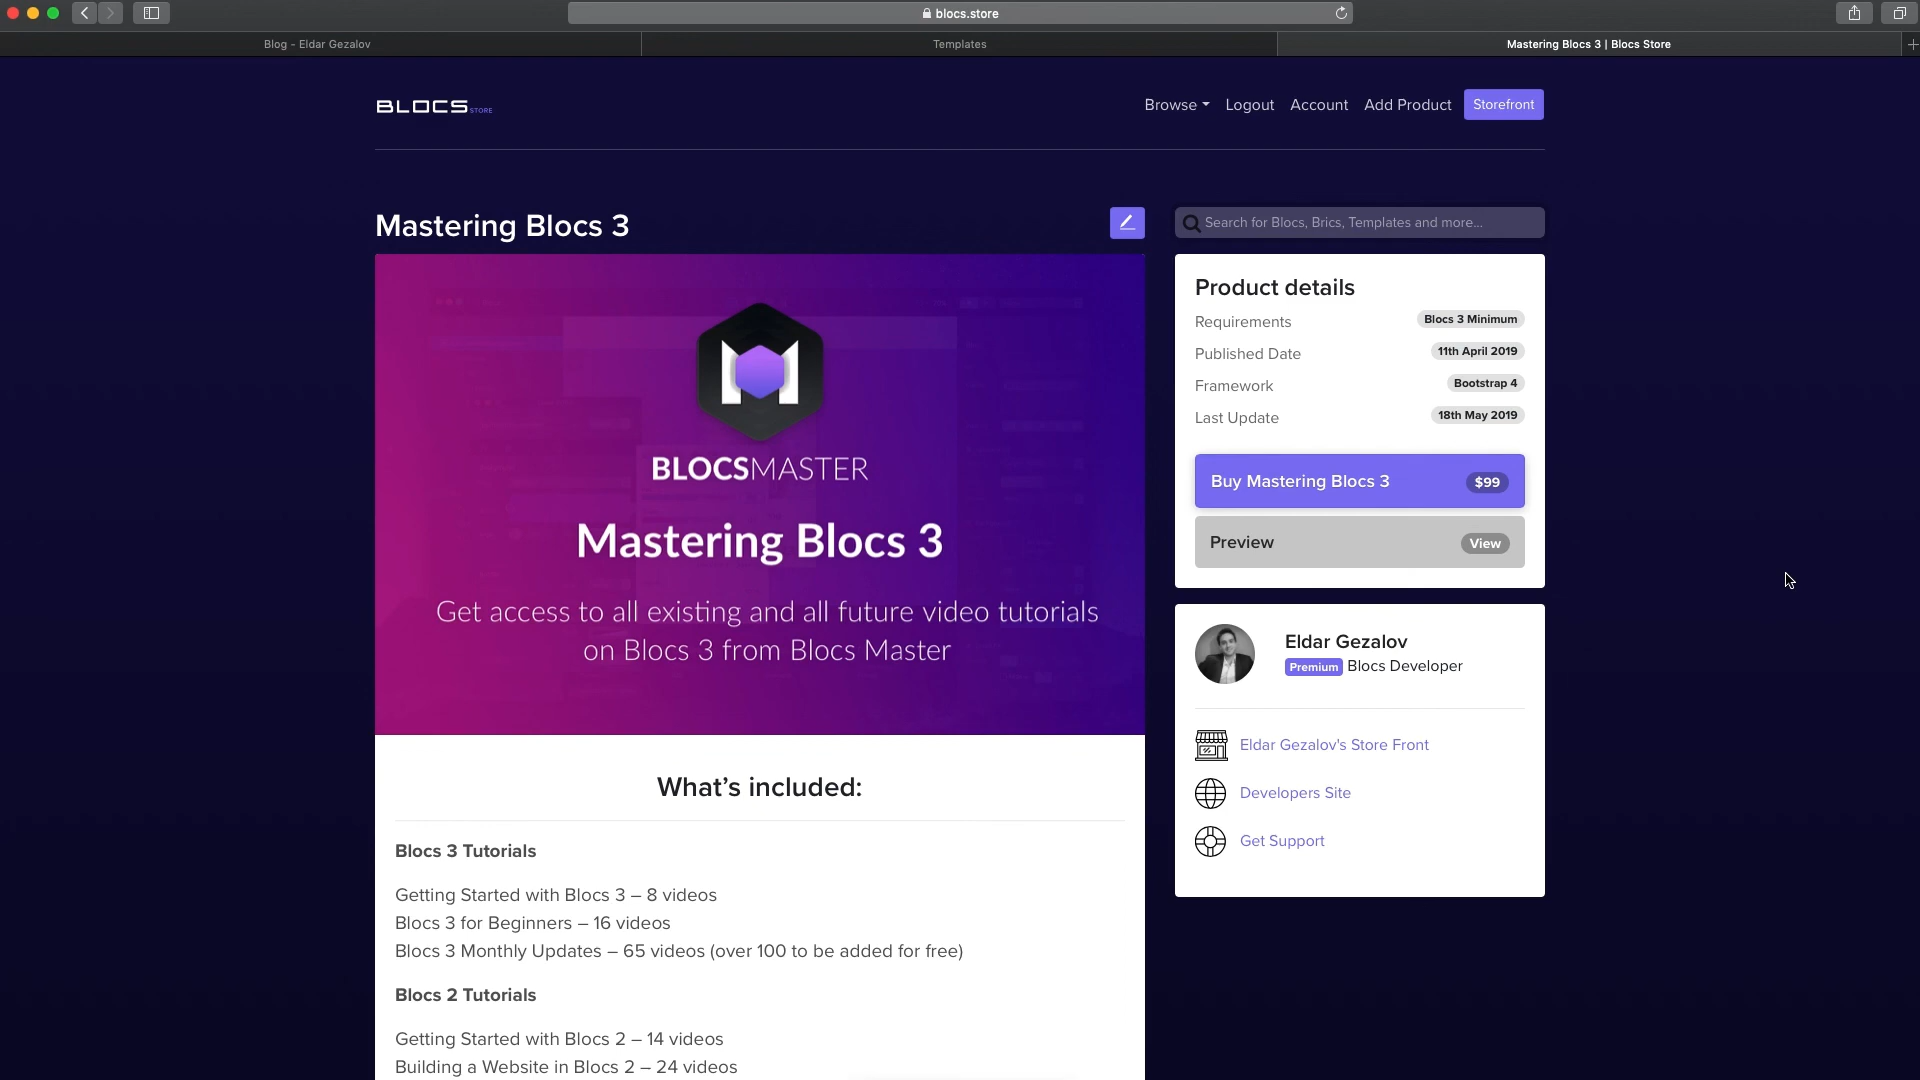 blocs.store
Blog - Eldar Gezalov
Templates
Mastering Blocs 3 | Blocs Store
BLOCS STORE
Browse
Logout
Account
Add Product
Storefront
Mastering Blocs 3
Search for Blocs, Brics, Templates and more...
BLOCSMASTER
Mastering Blocs 3
Get access to all existing and all future video tutorials
on Blocs 3 from Blocs Master
Product details
Requirements Blocs 3 Minimum
Published Date 11th April 2019
Framework Bootstrap 4
Last Update 18th May 2019
Buy Mastering Blocs 3 $99
Preview View
Eldar Gezalov
Premium Blocs Developer
Eldar Gezalov's Store Front
Developers Site
Get Support
What’s included:
Blocs 3 Tutorials
Getting Started with Blocs 3 – 8 videos
Blocs 3 for Beginners – 16 videos
Blocs 3 Monthly Updates – 65 videos (over 100 to be added for free)
Blocs 2 Tutorials
Getting Started with Blocs 2 – 14 videos
Building a Website in Blocs 2 – 24 videos